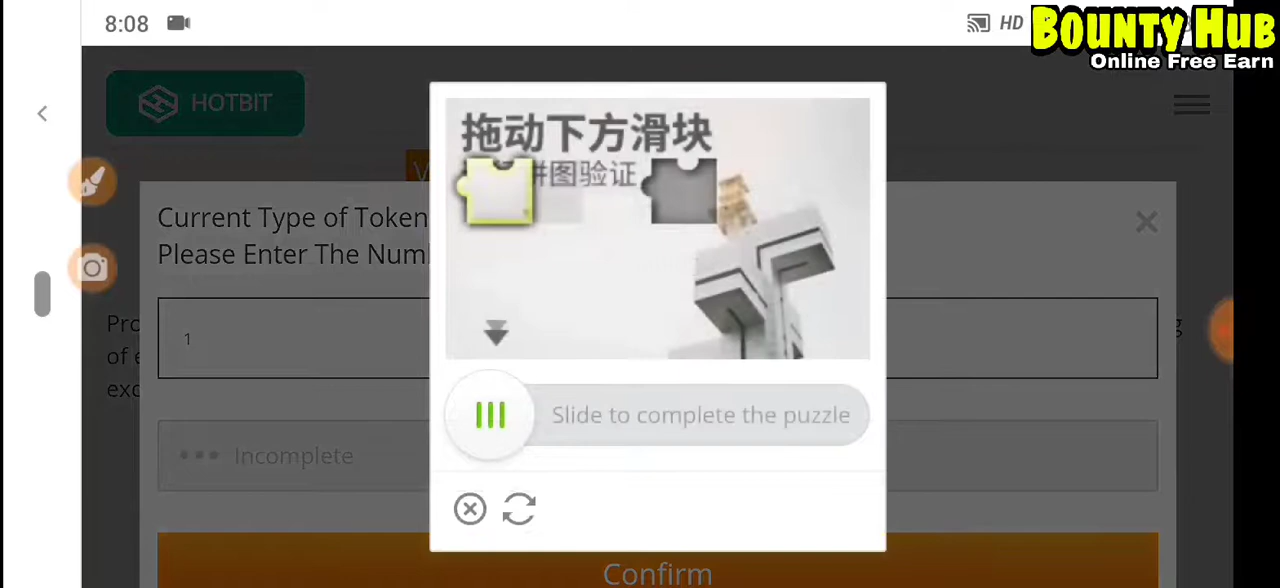 8:08
HD
BOUNTY HUB
Online Free Earn
HOTBIT
拖动下方滑块
拼图验证
Current Type of Token
Please Enter The Num
1
Incomplete
Slide to complete the puzzle
Confirm